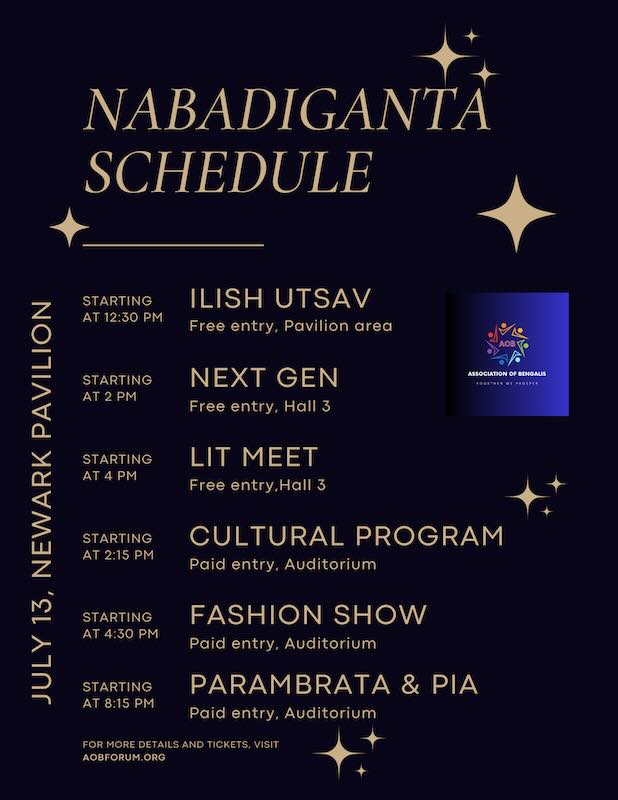 NABADIGANTA
SCHEDULE
JULY 13, NEWARK PAVILION
STARTING
AT 12:30 PM
ILISH UTSAV
Free entry, Pavilion area
AOB
ASSOCIATION OF BENGALIS
TOGETHER WE PROSPER
STARTING
AT 2 PM
NEXT GEN
Free entry, Hall 3
STARTING
AT 4 PM
LIT MEET
Free entry,Hall 3
STARTING
AT 2:15 PM
CULTURAL PROGRAM
Paid entry, Auditorium
STARTING
AT 4:30 PM
FASHION SHOW
Paid entry, Auditorium
STARTING
AT 8:15 PM
PARAMBRATA & PIA
Paid entry, Auditorium
FOR MORE DETAILS AND TICKETS, VISIT
AOBFORUM.ORG